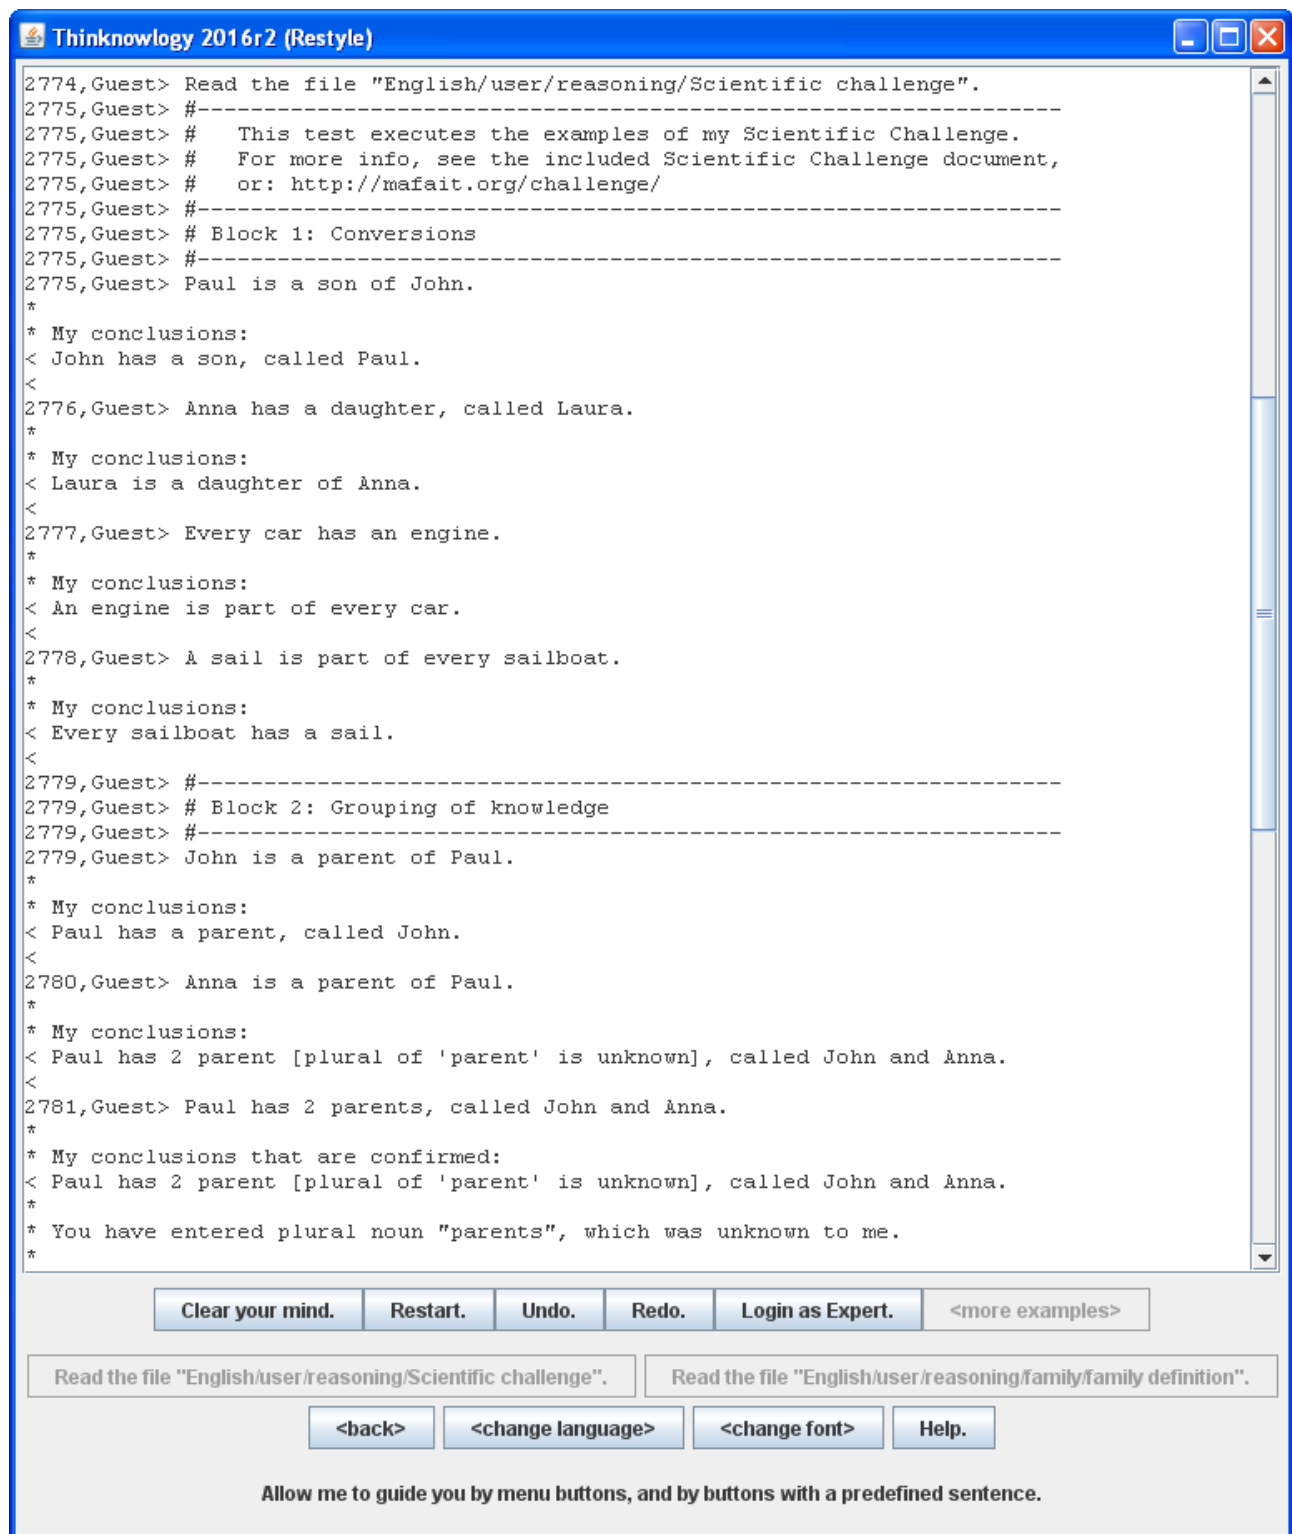 Thinknowlogy 2016r2 (Restyle)
2774,Guest> Read the file "English/user/reasoning/Scientific challenge".
2775,Guest> #-----------------------------------------------------------------
2775,Guest> #   This test executes the examples of my Scientific Challenge.
2775,Guest> #   For more info, see the included Scientific Challenge document,
2775,Guest> #   or: http://mafait.org/challenge/
2775,Guest> #-----------------------------------------------------------------
2775,Guest> # Block 1: Conversions
2775,Guest> #-----------------------------------------------------------------
2775,Guest> Paul is a son of John.
*
* My conclusions:
< John has a son, called Paul.
<
2776,Guest> Anna has a daughter, called Laura.
*
* My conclusions:
< Laura is a daughter of Anna.
<
2777,Guest> Every car has an engine.
*
* My conclusions:
< An engine is part of every car.
<
2778,Guest> A sail is part of every sailboat.
*
* My conclusions:
< Every sailboat has a sail.
<
2779,Guest> #-----------------------------------------------------------------
2779,Guest> # Block 2: Grouping of knowledge
2779,Guest> #-----------------------------------------------------------------
2779,Guest> John is a parent of Paul.
*
* My conclusions:
< Paul has a parent, called John.
<
2780,Guest> Anna is a parent of Paul.
*
* My conclusions:
< Paul has 2 parent [plural of 'parent' is unknown], called John and Anna.
<
2781,Guest> Paul has 2 parents, called John and Anna.
*
* My conclusions that are confirmed:
< Paul has 2 parent [plural of 'parent' is unknown], called John and Anna.
*
* You have entered plural noun "parents", which was unknown to me.
*
Clear your mind. Restart. Undo. Redo. Login as Expert. <more examples>
Read the file "English/user/reasoning/Scientific challenge". Read the file "English/user/reasoning/family/family definition".
<back> <change language> <change font> Help.
Allow me to guide you by menu buttons, and by buttons with a predefined sentence.